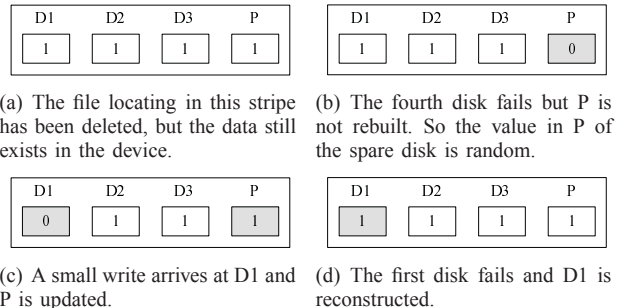 D1 D2 D3 P D1 D2 D3 P
1 1 1 1 1 1 1 0
(a) The file locating in this stripe
has been deleted, but the data still
exists in the device.
(b) The fourth disk fails but P is
not rebuilt. So the value in P of
the spare disk is random.
D1 D2 D3 P D1 D2 D3 P
0 1 1 1 1 1 1 1
(c) A small write arrives at D1 and
P is updated.
(d) The first disk fails and D1 is
reconstructed.